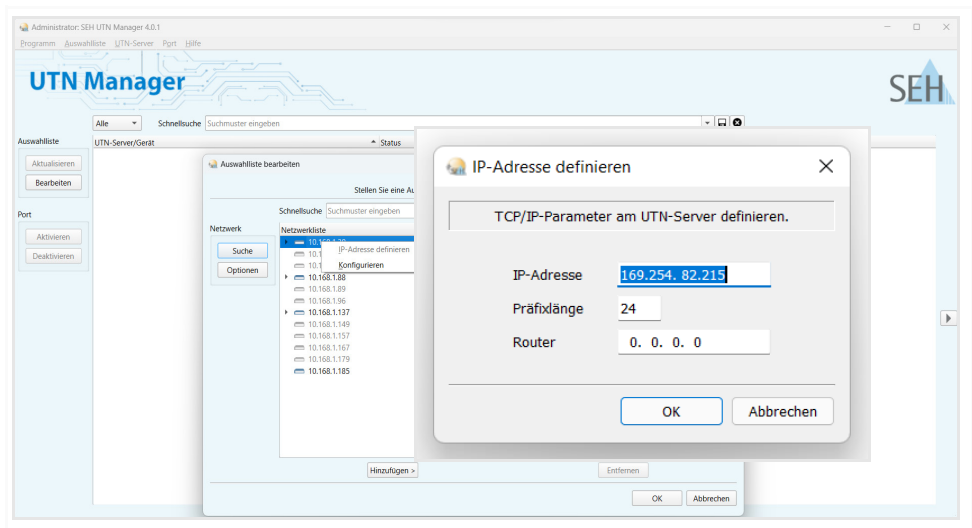 Administrator: SEH UTN Manager 4.0.1
Programm Auswahlliste UTN-Server Port Hilfe
UTN Manager
SEH
Alle Schnellsuche Suchmuster eingeben
Auswahlliste
UTN-Server/Gerät Status
Aktualisieren
Bearbeiten
Port
Aktivieren
Deaktivieren
Auswahlliste bearbeiten
Stellen Sie eine Au
Schnellsuche Suchmuster eingeben
Netzwerk
Netzwerkliste
Suche
Optionen
IP-Adresse definieren
Konfigurieren
10.168.1.88
10.168.1.89
10.168.1.96
10.168.1.137
10.168.1.149
10.168.1.157
10.168.1.167
10.168.1.179
10.168.1.185
Hinzufügen >
Entfernen
OK Abbrechen
IP-Adresse definieren
TCP/IP-Parameter am UTN-Server definieren.
IP-Adresse 169.254. 82.215
Präfixlänge 24
Router 0. 0. 0. 0
OK Abbrechen